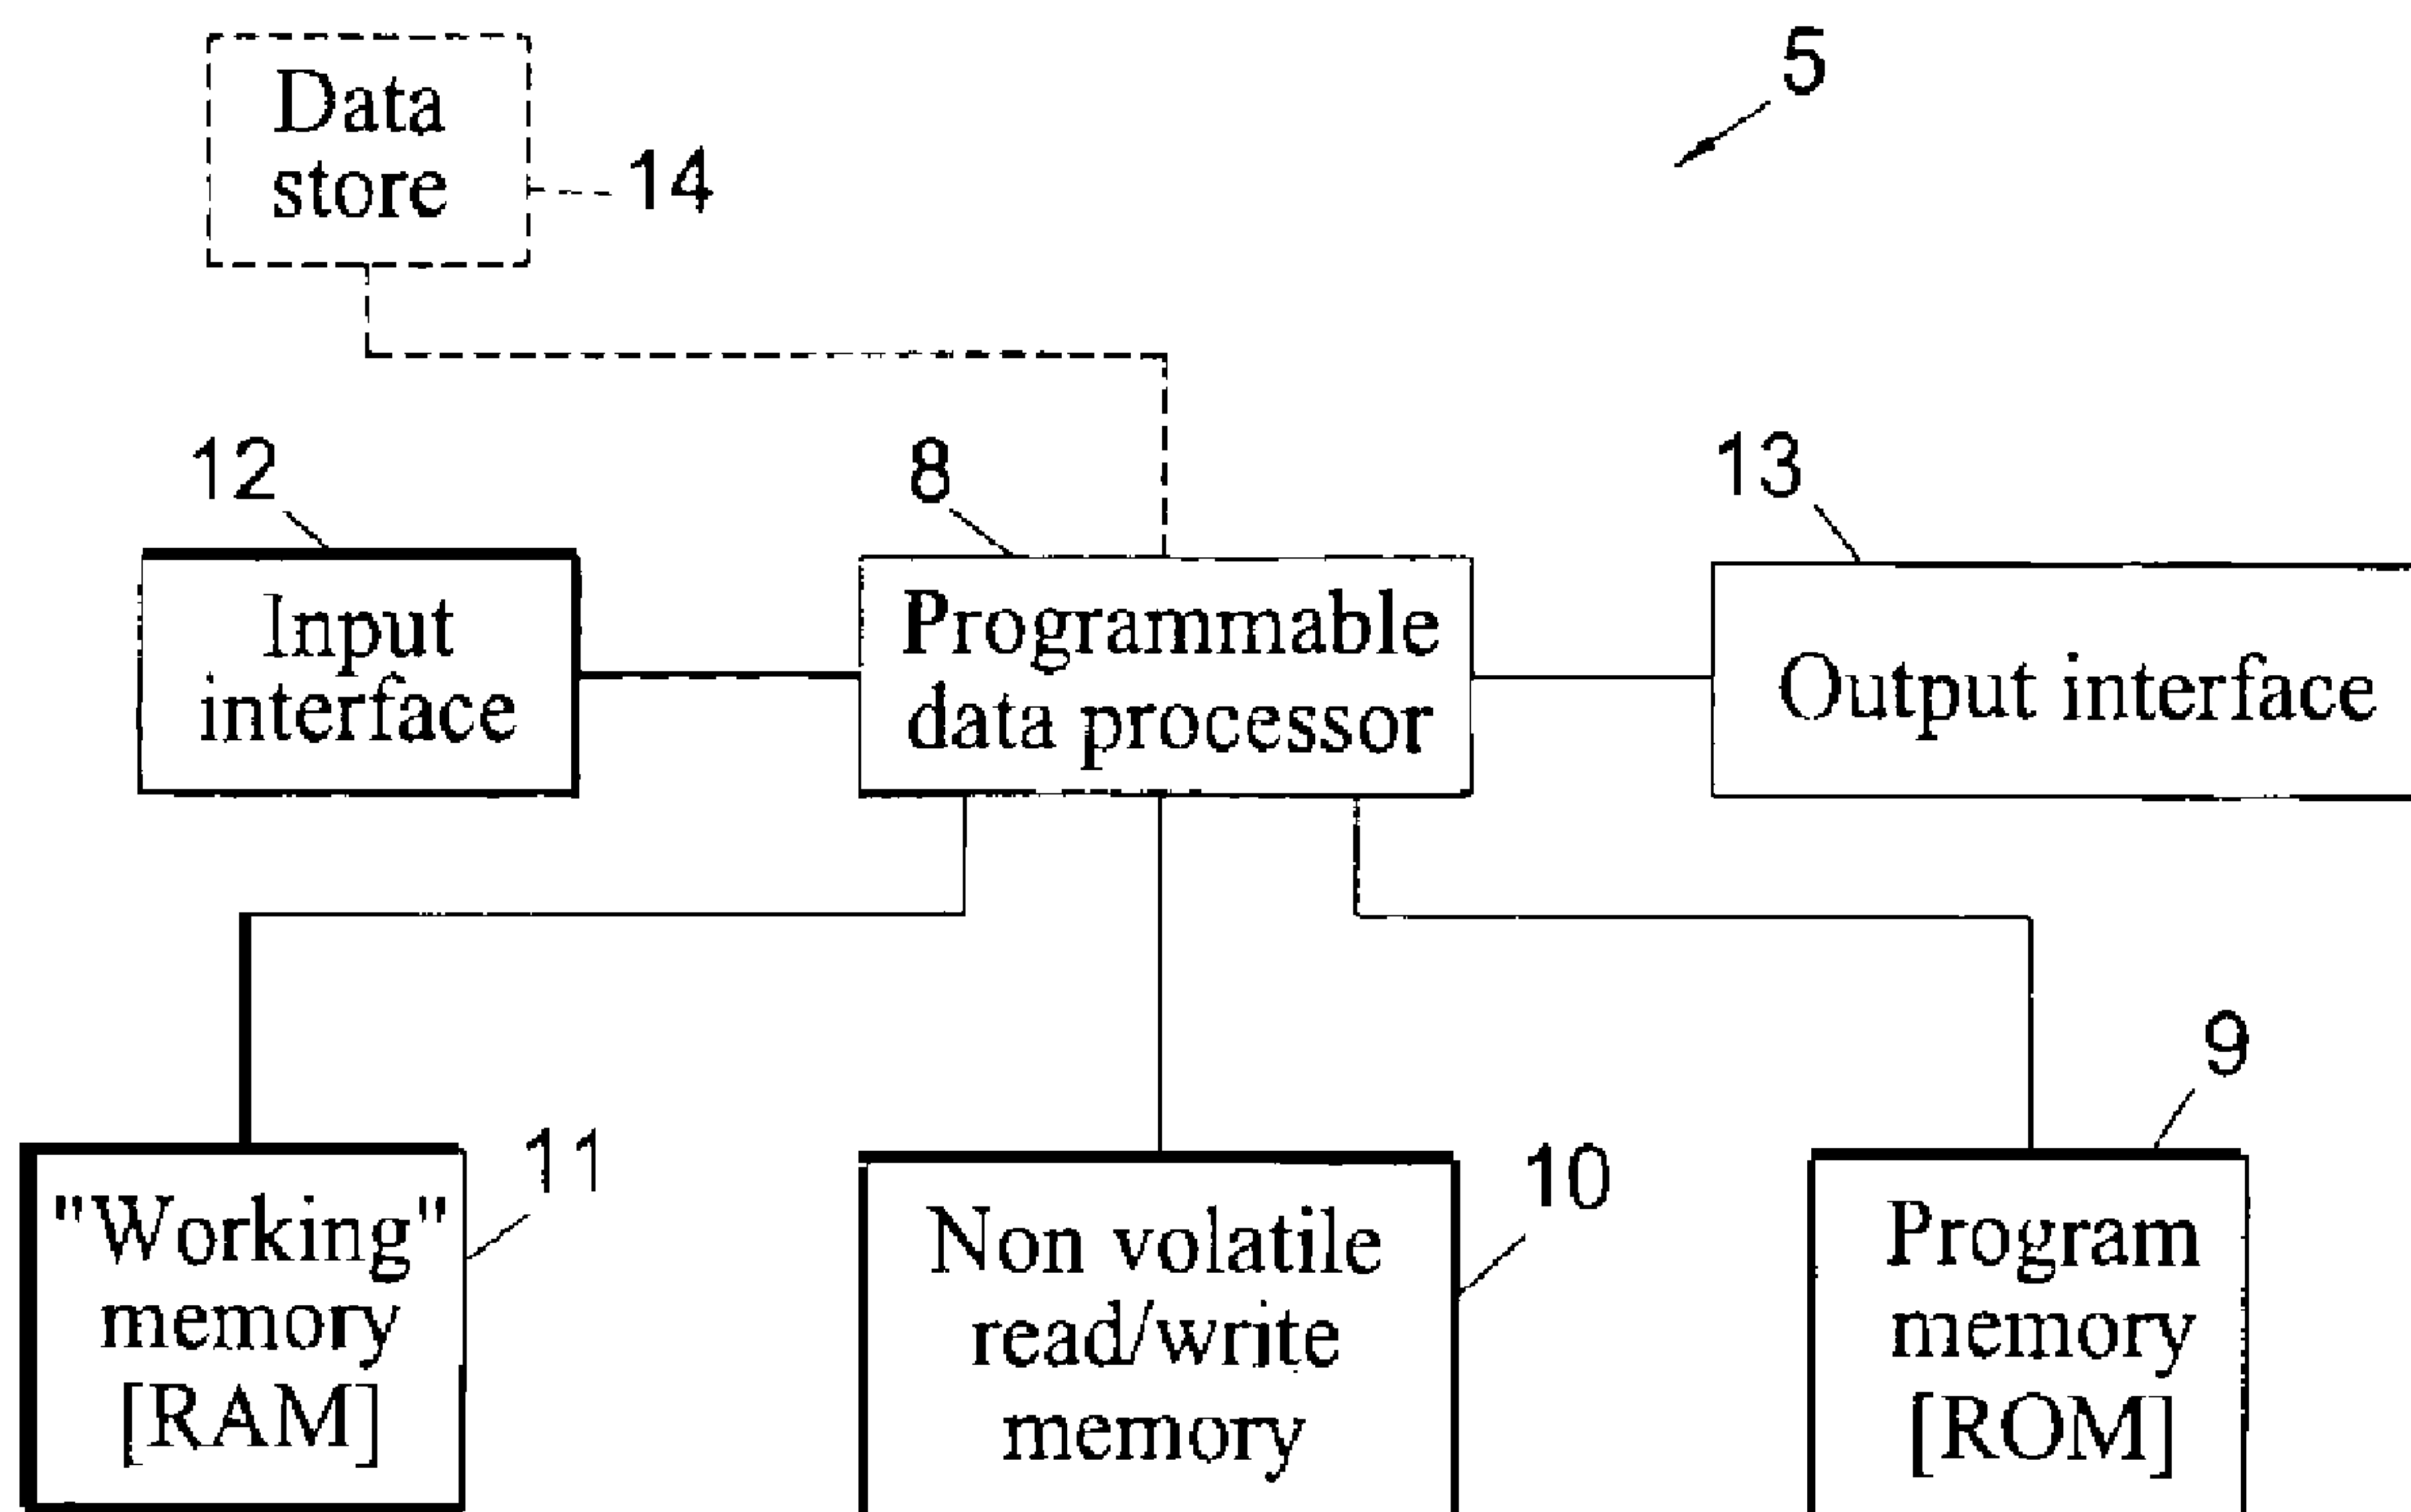 5
Data
store
14
12
8
13
Input
interface
Programmable
data processor
Output interface
9
11
10
"Working"
memory
[RAM]
Non volatile
read/write
memory
Program
memory
[ROM]